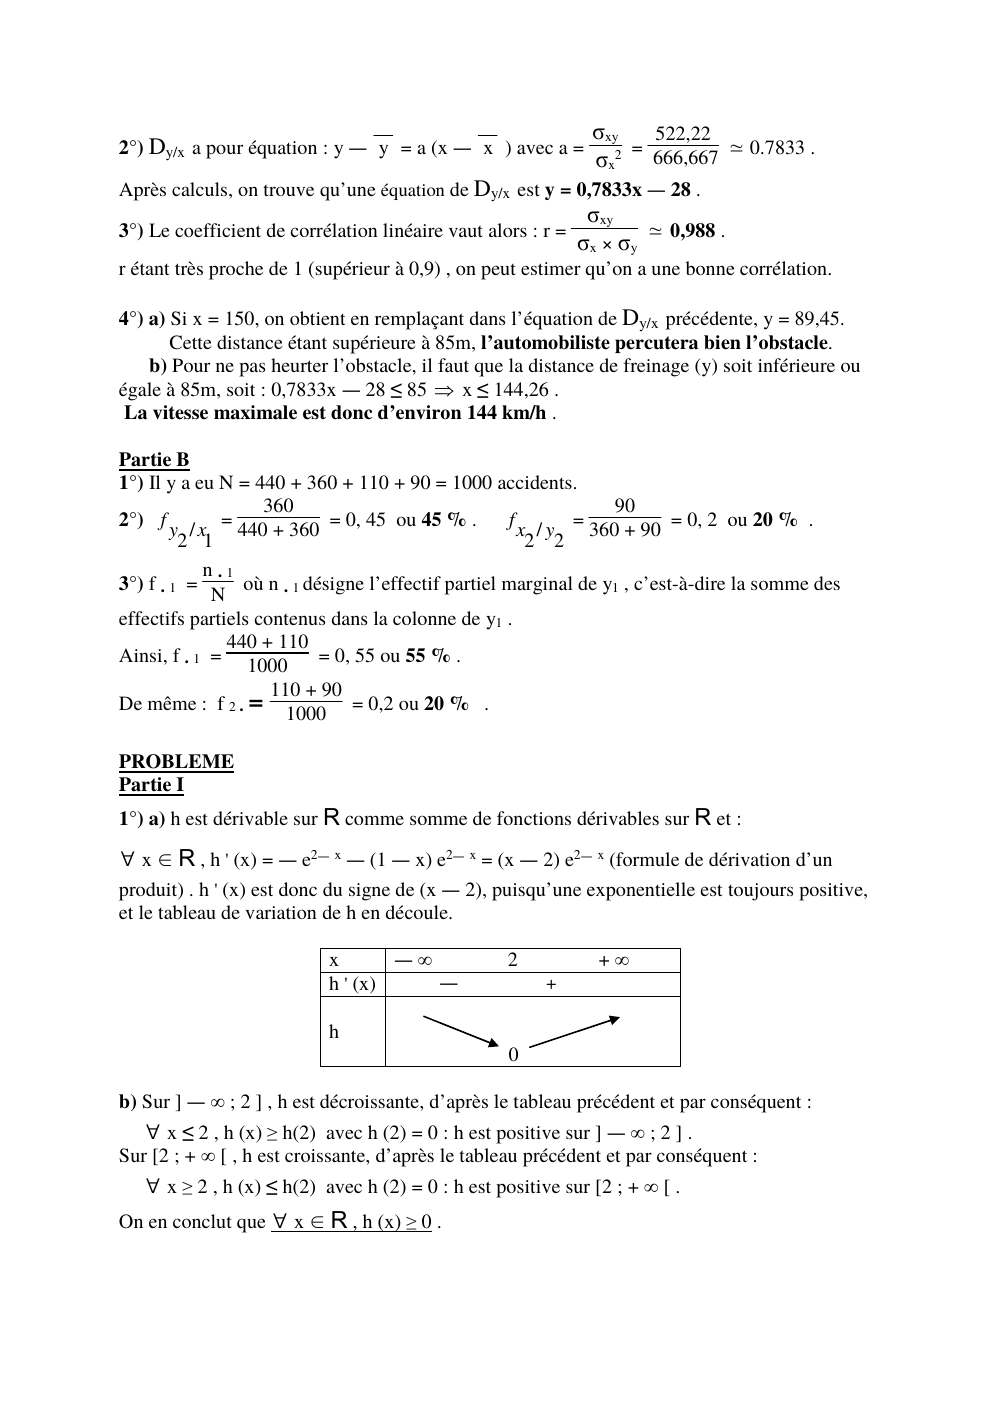 2°) Dy/x a pour équation : y — y̅ = a (x — x̅ ) avec a = σxy / σx² = 522,22 / 666,667 ≃ 0.7833 .
Après calculs, on trouve qu’une équation de Dy/x est y = 0,7833x — 28 .
3°) Le coefficient de corrélation linéaire vaut alors : r = σxy / σx × σy ≃ 0,988 .
r étant très proche de 1 (supérieur à 0,9) , on peut estimer qu’on a une bonne corrélation.
4°) a) Si x = 150, on obtient en remplaçant dans l’équation de Dy/x précédente, y = 89,45.
Cette distance étant supérieure à 85m, l’automobiliste percutera bien l’obstacle.
b) Pour ne pas heurter l’obstacle, il faut que la distance de freinage (y) soit inférieure ou
égale à 85m, soit : 0,7833x — 28 ≤ 85 ⇒ x ≤ 144,26 .
La vitesse maximale est donc d’environ 144 km/h .
Partie B
1°) Il y a eu N = 440 + 360 + 110 + 90 = 1000 accidents.
2°) f y2 / x1 = 360 / 440 + 360 = 0, 45 ou 45 % . f x2 / y2 = 90 / 360 + 90 = 0, 2 ou 20 % .
3°) f . 1 = n . 1 / N où n . 1 désigne l’effectif partiel marginal de y1 , c’est-à-dire la somme des
effectifs partiels contenus dans la colonne de y1 .
Ainsi, f . 1 = 440 + 110 / 1000 = 0, 55 ou 55 % .
De même : f 2 . = 110 + 90 / 1000 = 0,2 ou 20 % .
PROBLEME
Partie I
1°) a) h est dérivable sur R comme somme de fonctions dérivables sur R et :
∀ x ∈ R , h ' (x) = — e2— x — (1 — x) e2— x = (x — 2) e2— x (formule de dérivation d’un
produit) . h ' (x) est donc du signe de (x — 2), puisqu’une exponentielle est toujours positive,
et le tableau de variation de h en découle.
x — ∞ 2 + ∞
h ' (x) — +
h
0
b) Sur ] — ∞ ; 2 ] , h est décroissante, d’après le tableau précédent et par conséquent :
∀ x ≤ 2 , h (x) ≥ h(2) avec h (2) = 0 : h est positive sur ] — ∞ ; 2 ] .
Sur [2 ; + ∞ [ , h est croissante, d’après le tableau précédent et par conséquent :
∀ x ≥ 2 , h (x) ≤ h(2) avec h (2) = 0 : h est positive sur [2 ; + ∞ [ .
On en conclut que ∀ x ∈ R , h (x) ≥ 0 .